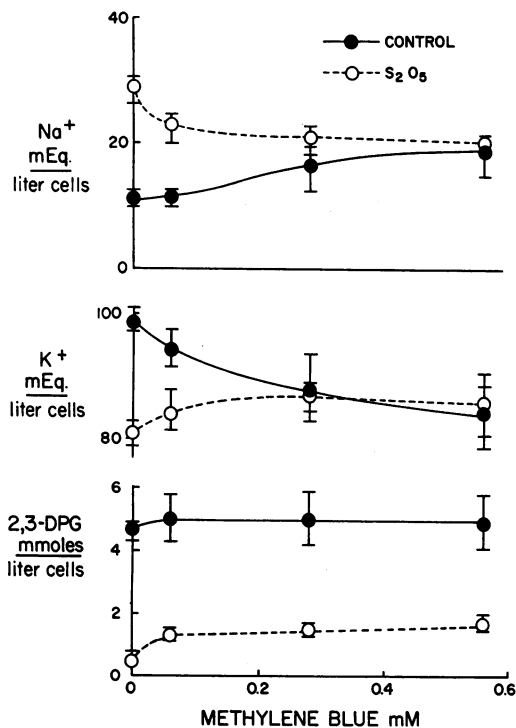 40
CONTROL
S2O5
Na+
mEq.
liter cells
20
0
100
K+
mEq.
liter cells
80
6
2,3-DPG
mmoles
liter cells
4
2
0
0 0.2 0.4 0.6
METHYLENE BLUE mM